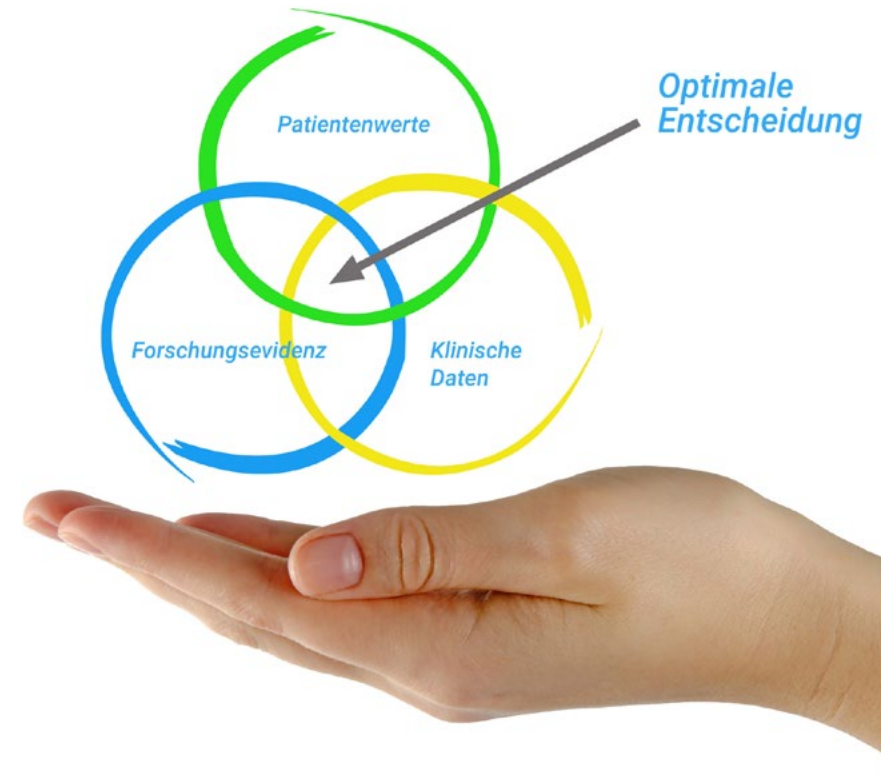 Patientenwerte
Optimale
Entscheidung
Forschungsevidenz
Klinische
Daten